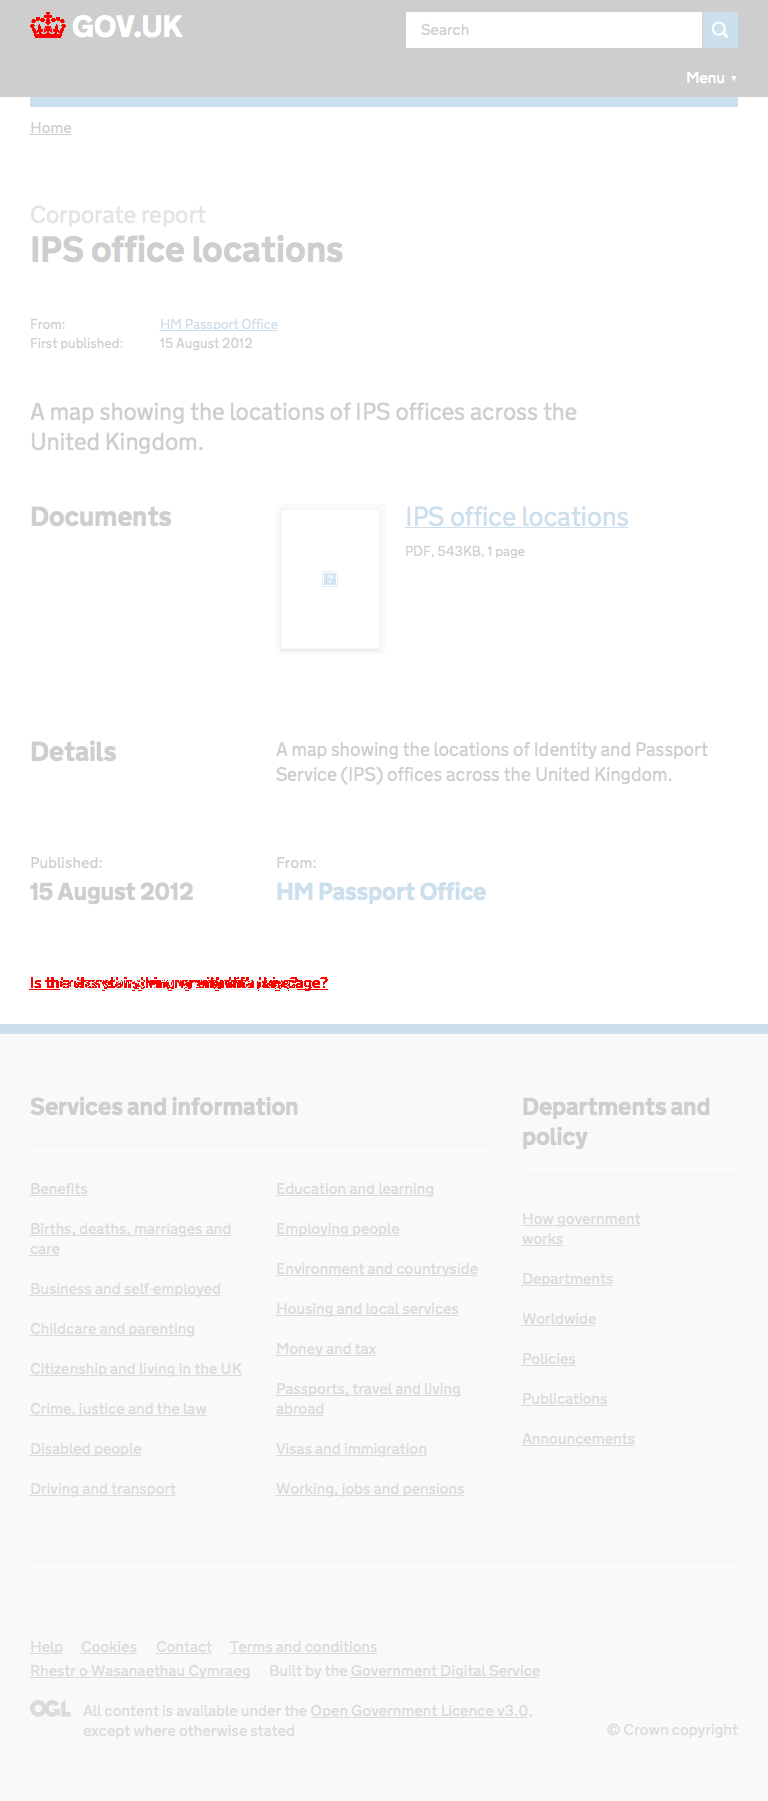 GOV.UK
Search
Menu ▼
Home
Corporate report
IPS office locations
From: HM Passport Office
First published: 15 August 2012
A map showing the locations of IPS offices across the
United Kingdom.
Documents
IPS office locations
PDF, 543KB, 1 page
?
Details
A map showing the locations of Identity and Passport
Service (IPS) offices across the United Kingdom.
Published:
15 August 2012
From:
HM Passport Office
Services and information
Benefits
Births, deaths, marriages and
care
Business and self-employed
Childcare and parenting
Citizenship and living in the UK
Crime, justice and the law
Disabled people
Driving and transport
Education and learning
Employing people
Environment and countryside
Housing and local services
Money and tax
Passports, travel and living
abroad
Visas and immigration
Working, jobs and pensions
Departments and
policy
How government
works
Departments
Worldwide
Policies
Publications
Announcements
Help Cookies Contact Terms and conditions
Rhestr o Wasanaethau Cymraeg Built by the Government Digital Service
OGL All content is available under the Open Government Licence v3.0,
except where otherwise stated
© Crown copyright